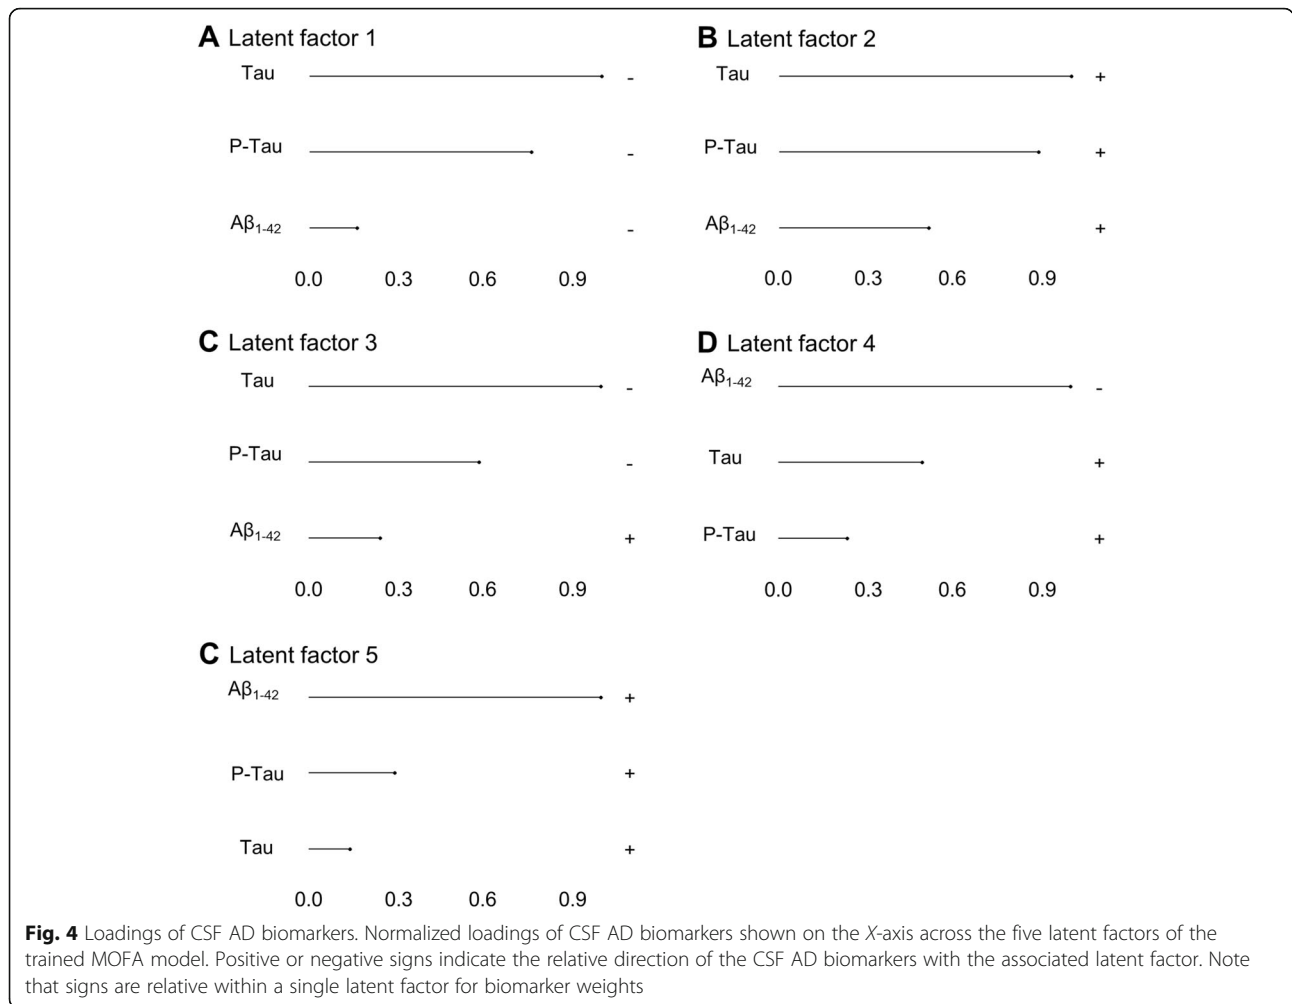 A Latent factor 1
Tau -
P-Tau -
Aβ1-42 -
0.0 0.3 0.6 0.9
B Latent factor 2
Tau +
P-Tau +
Aβ1-42 +
0.0 0.3 0.6 0.9
C Latent factor 3
Tau -
P-Tau -
Aβ1-42 +
0.0 0.3 0.6 0.9
D Latent factor 4
Aβ1-42 -
Tau +
P-Tau +
0.0 0.3 0.6 0.9
C Latent factor 5
Aβ1-42 +
P-Tau +
Tau +
0.0 0.3 0.6 0.9
Fig. 4 Loadings of CSF AD biomarkers. Normalized loadings of CSF AD biomarkers shown on the X-axis across the five latent factors of the
trained MOFA model. Positive or negative signs indicate the relative direction of the CSF AD biomarkers with the associated latent factor. Note
that signs are relative within a single latent factor for biomarker weights